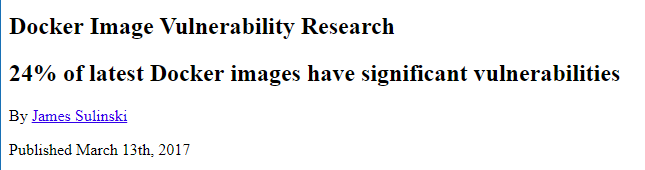 Docker Image Vulnerability Research
24% of latest Docker images have significant vulnerabilities
By James Sulinski
Published March 13th, 2017